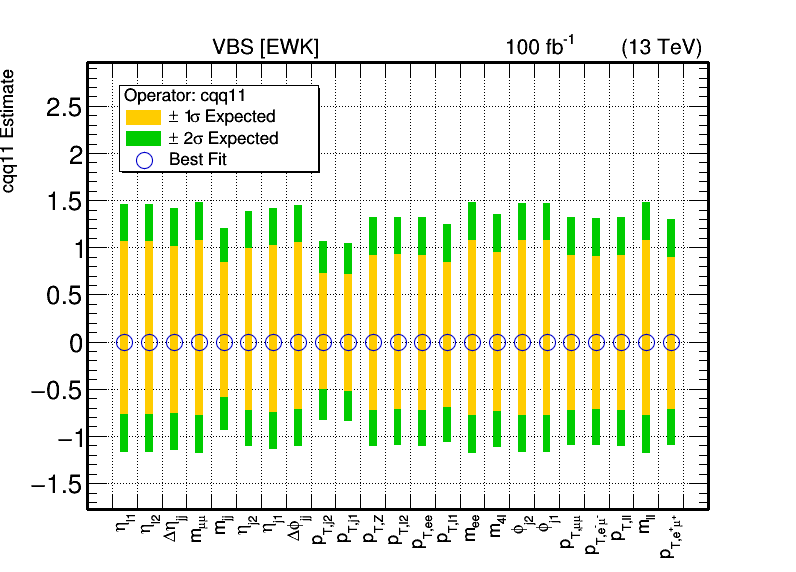 VBS [EWK] 100 fb⁻¹ (13 TeV)
cqq11 Estimate
Operator: cqq11
± 1σ Expected
± 2σ Expected
Best Fit
2.5
2
1.5
1
0.5
0
−0.5
−1
−1.5
η_l1
η_l2
Δη_jj
m_μμ
m_jj
η_j2
η_j1
Δϕ_jj
p_T,j2
p_T,j1
p_T,Z
p_T,l2
p_T,ee
p_T,l1
m_ee
m_4l
ϕ_j2
ϕ_j1
p_T,μμ
p_T,e⁻μ⁻
p_T,ll
m_ll
p_T,e⁺μ⁺